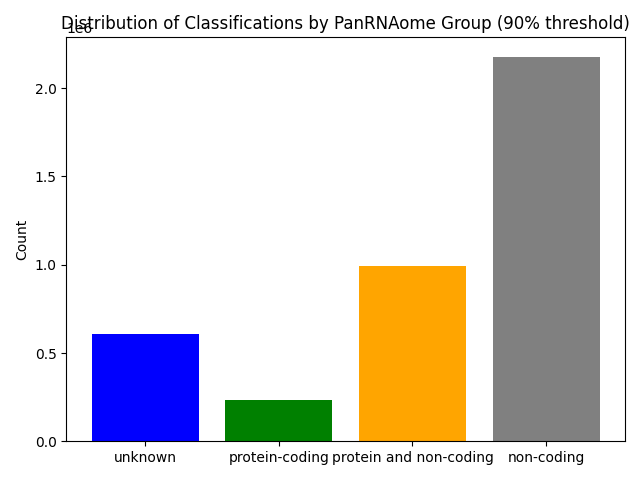 Distribution of Classifications by PanRNAome Group (90% threshold)
1e6
2.0
1.5
1.0
0.5
0.0
Count
unknown
protein-coding
protein and non-coding
non-coding